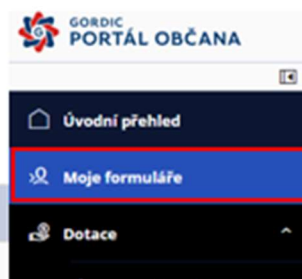 GORDIC
PORTÁL OBČANA
Úvodní přehled
Moje formuláře
Dotace